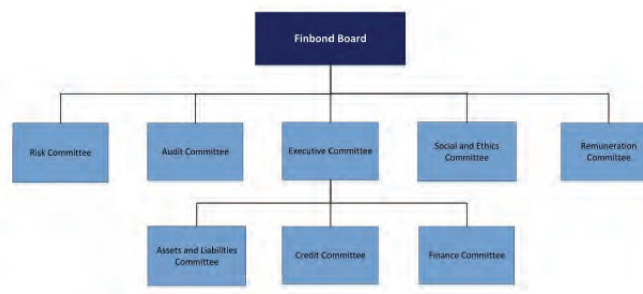 Finbond Board
Risk Committee
Audit Committee
Executive Committee
Social and Ethics
Committee
Remuneration
Committee
Assets and Liabilities
Committee
Credit Committee
Finance Committee